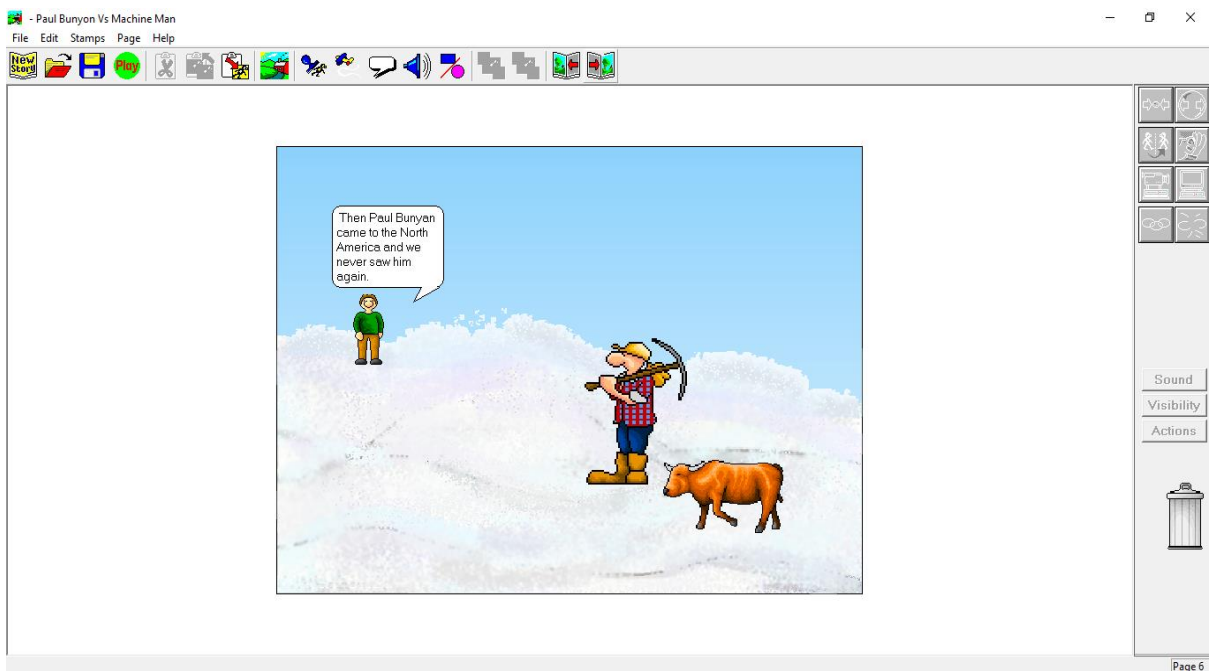 - Paul Bunyon Vs Machine Man
File Edit Stamps Page Help
New Story
Play
Then Paul Bunyan
came to the North
America and we
never saw him
again.
Sound
Visibility
Actions
Page 6